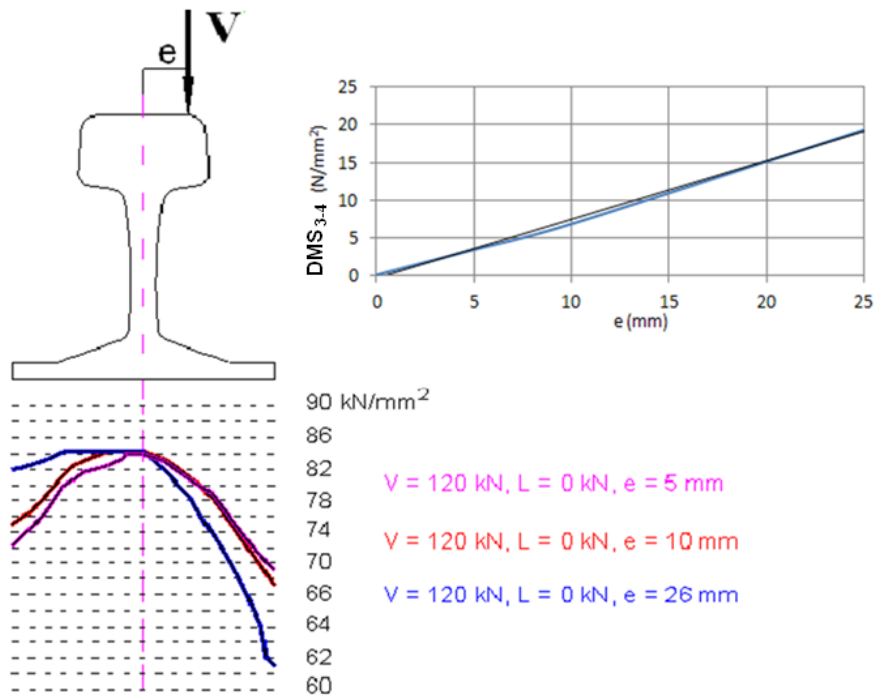 V
e
DMS3-4 (N/mm²)
25
20
15
10
5
0
0 5 10 15 20 25
e (mm)
90 kN/mm²
86
82
78
74
70
66
64
62
60
V = 120 kN, L = 0 kN, e = 5 mm
V = 120 kN, L = 0 kN, e = 10 mm
V = 120 kN, L = 0 kN, e = 26 mm